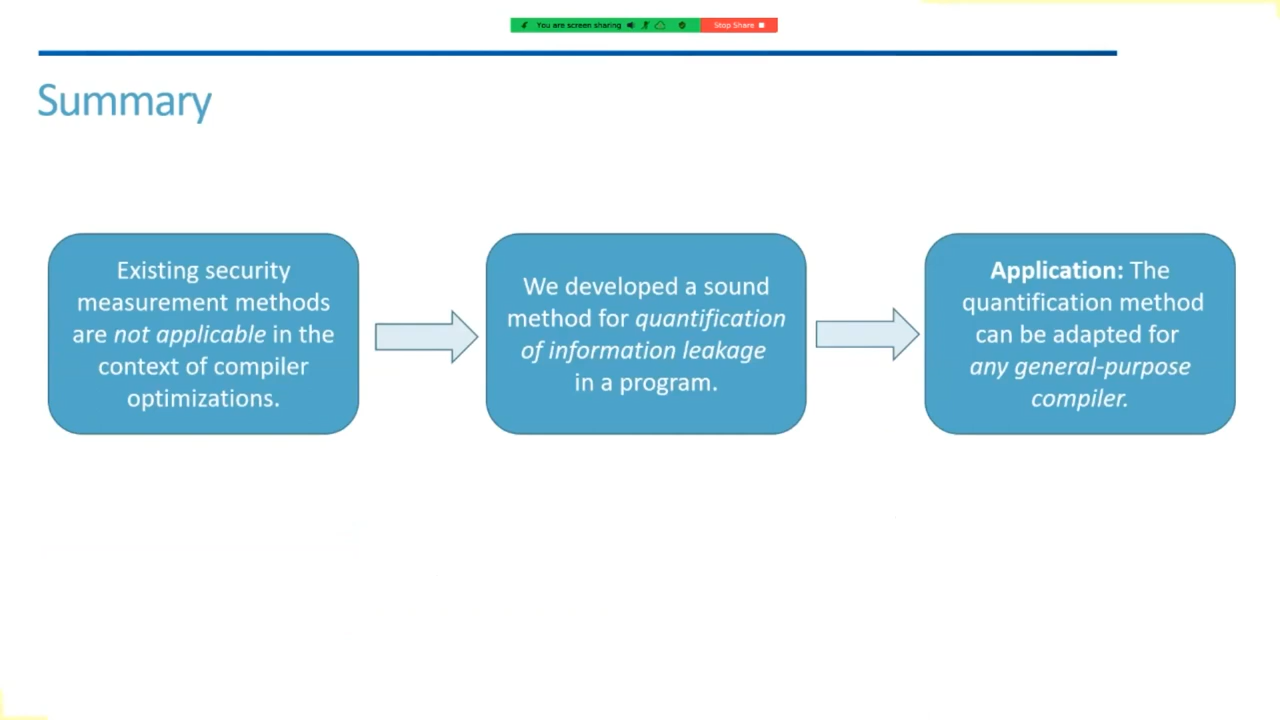 You are screen sharing
Stop Share
Summary
Existing security
measurement methods
are not applicable in the
context of compiler
optimizations.
We developed a sound
method for quantification
of information leakage
in a program.
Application: The
quantification method
can be adapted for
any general-purpose
compiler.